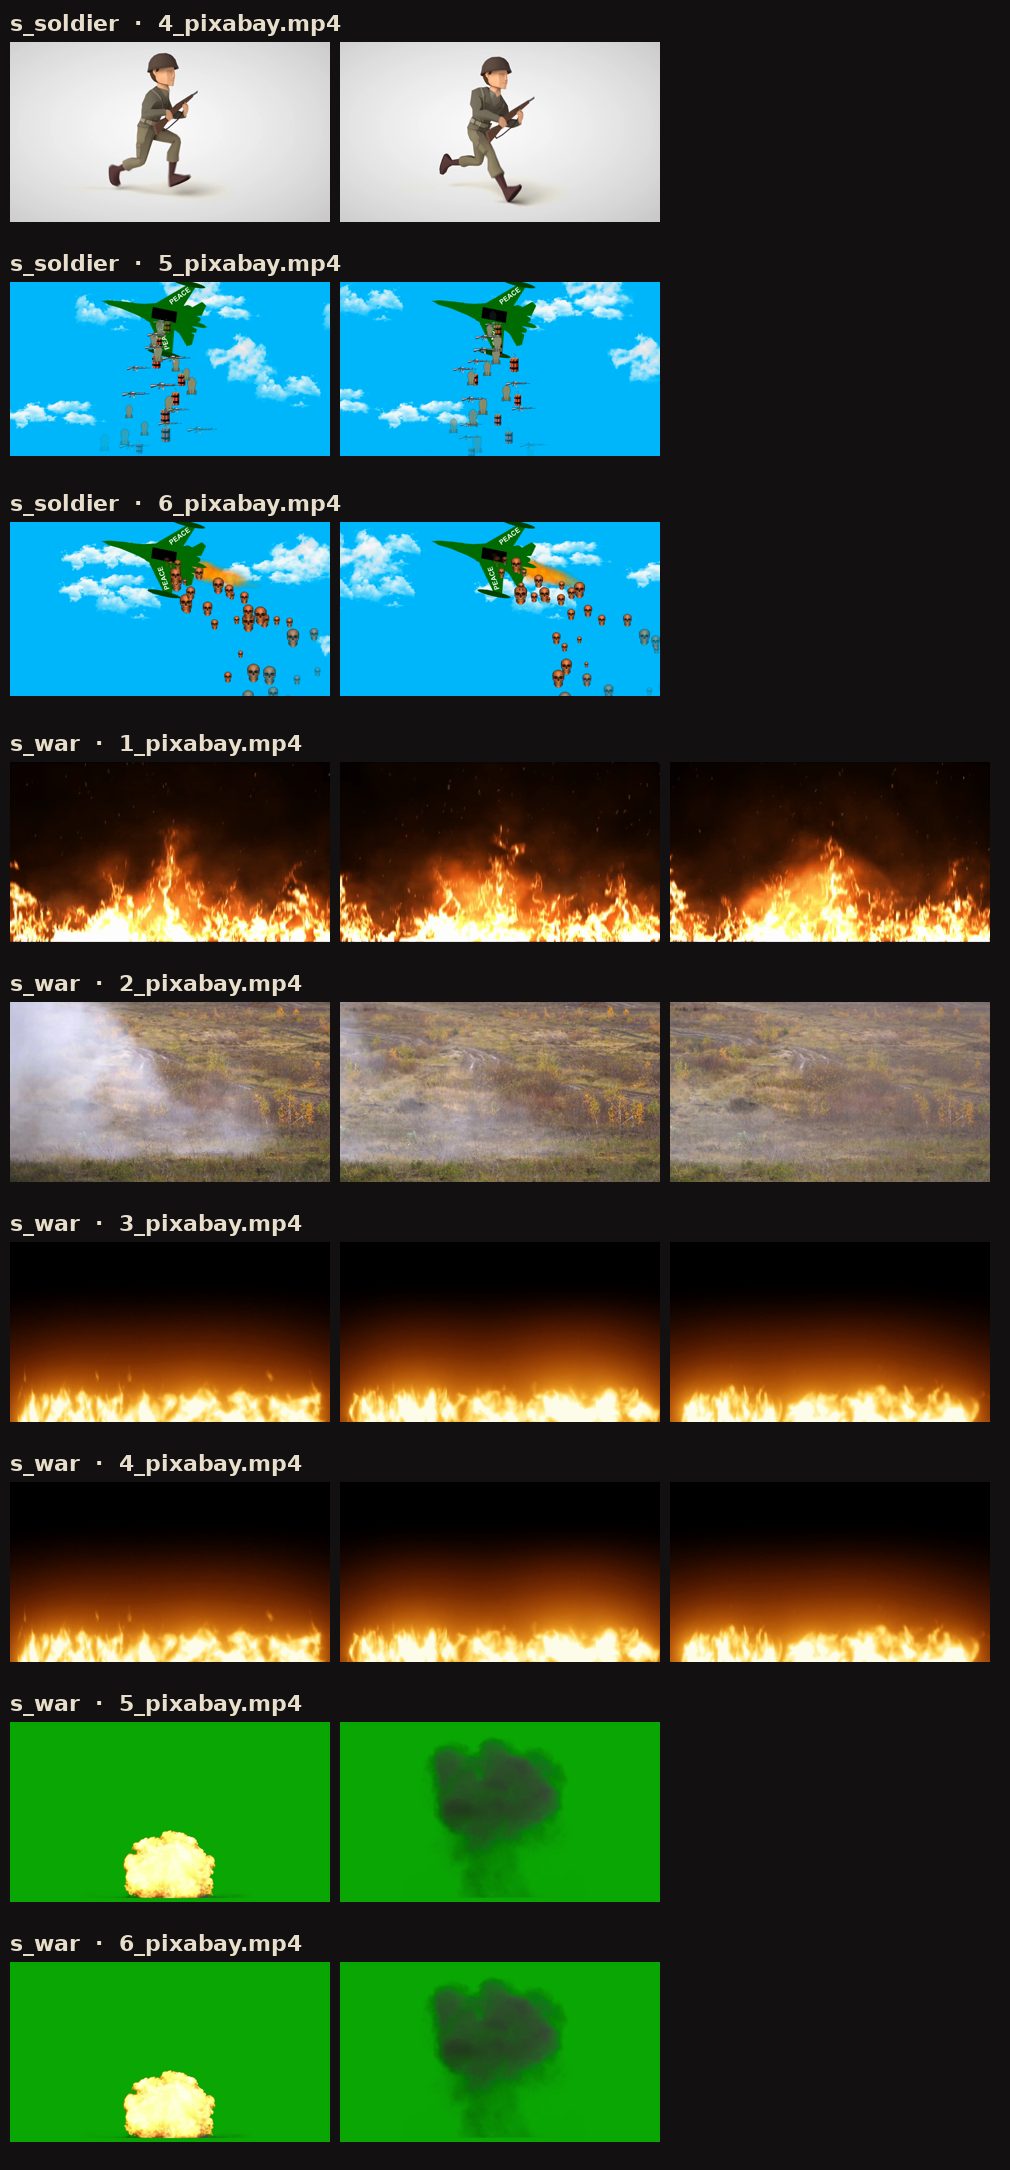 s_soldier · 4_pixabay.mp4
s_soldier · 5_pixabay.mp4
PEACE
PEACE
s_soldier · 6_pixabay.mp4
PEACE
PEACE
PEACE
PEACE
s_war · 1_pixabay.mp4
s_war · 2_pixabay.mp4
s_war · 3_pixabay.mp4
s_war · 4_pixabay.mp4
s_war · 5_pixabay.mp4
s_war · 6_pixabay.mp4